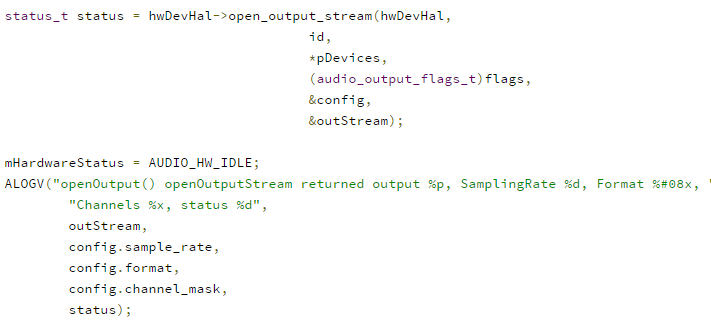 status_t status = hwDevHal->open_output_stream(hwDevHal,
id,
*pDevices,
(audio_output_flags_t)flags,
&config,
&outStream);
mHardwareStatus = AUDIO_HW_IDLE;
ALOGV("openOutput() openOutputStream returned output %p, SamplingRate %d, Format %#08x, "
"Channels %x, status %d",
outStream,
config.sample_rate,
config.format,
config.channel_mask,
status);